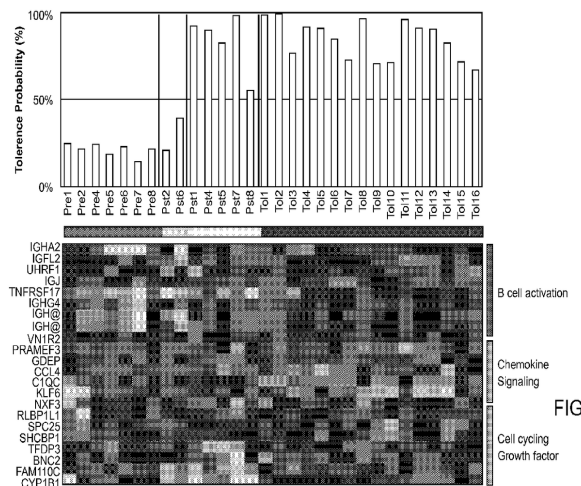 Tolerence Probability (%)
100%
50%
0%
Pre1 Pre2 Pre4 Pre5 Pre6 Pre7 Pre8 Pst2 Pst6 Pst1 Pst4 Pst5 Pst7 Pst8 Tol1 Tol2 Tol3 Tol4 Tol5 Tol6 Tol7 Tol8 Tol9 Tol10 Tol11 Tol12 Tol13 Tol14 Tol15 Tol16
IGHA2
IGFL2
UHRF1
IGJ
TNFRSF17
IGHG4
IGH@
IGH@
VN1R2
PRAMEF3
GDEP
CCL4
C1QC
KLF6
NXF3
RLBP1L1
SPC25
SHCBP1
TFDP3
BNC2
FAM110C
CYP1B1
B cell activation
Chemokine
Signaling
Cell cycling
Growth factor
FIG